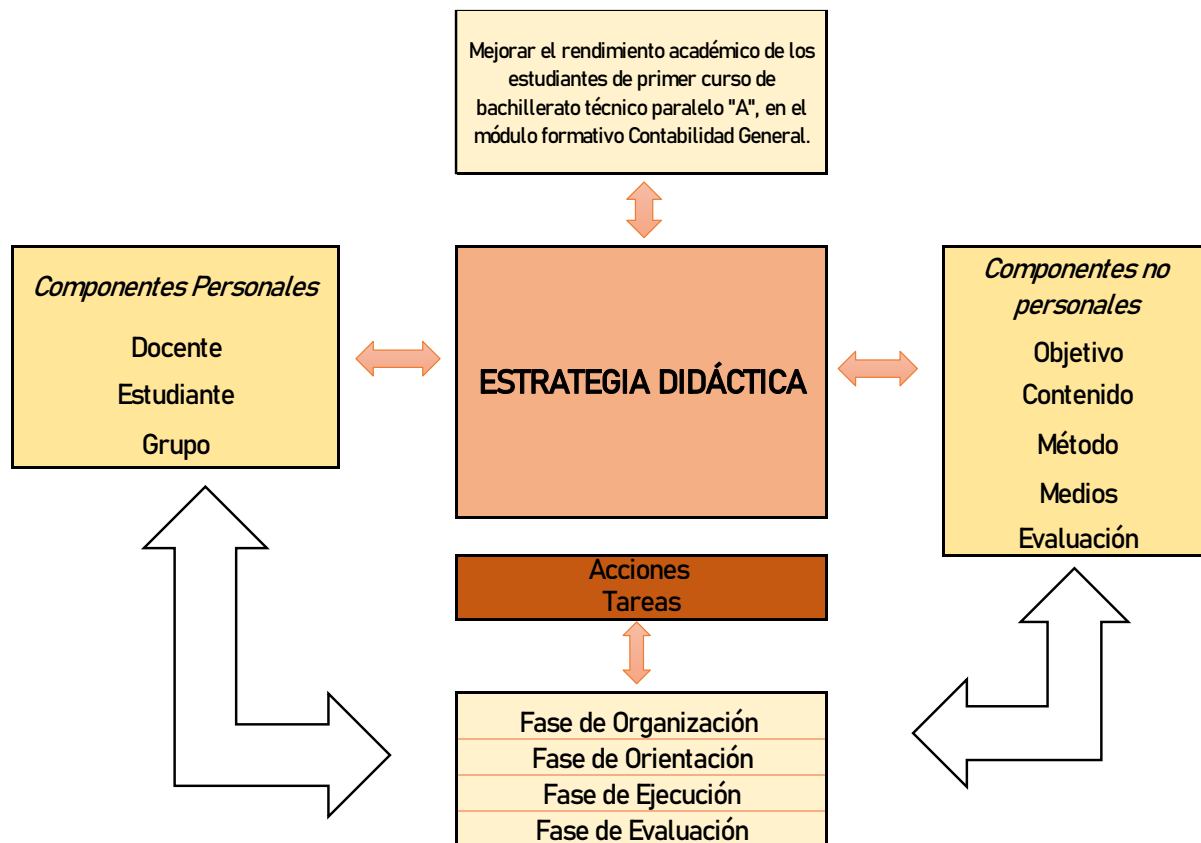 Mejorar el rendimiento académico de los
estudiantes de primer curso de
bachillerato técnico paralelo "A", en el
módulo formativo Contabilidad General.
Componentes Personales
Docente
Estudiante
Grupo
ESTRATEGIA DIDÁCTICA
Componentes no
personales
Objetivo
Contenido
Método
Medios
Evaluación
Acciones
Tareas
Fase de Organización
Fase de Orientación
Fase de Ejecución
Fase de Evaluación